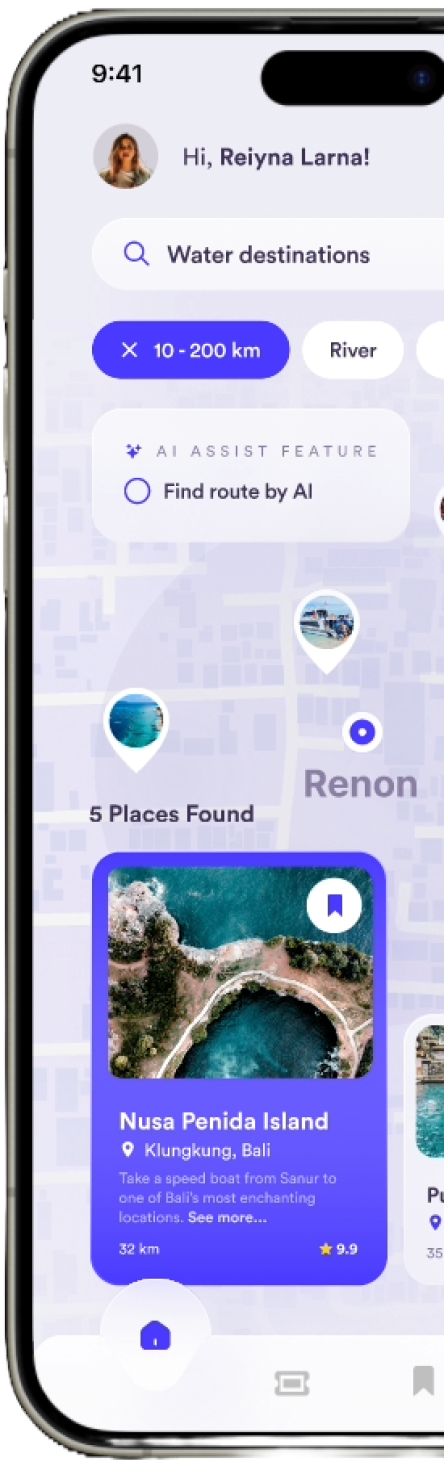 9:41
Hi, Reiyna Larna!
Water destinations
10 - 200 km
River
AI ASSIST FEATURE
Find route by AI
Renon
5 Places Found
Nusa Penida Island
Klungkung, Bali
Take a speed boat from Sanur to
one of Bali's most enchanting
locations. See more...
32 km
9.9
Pu
35